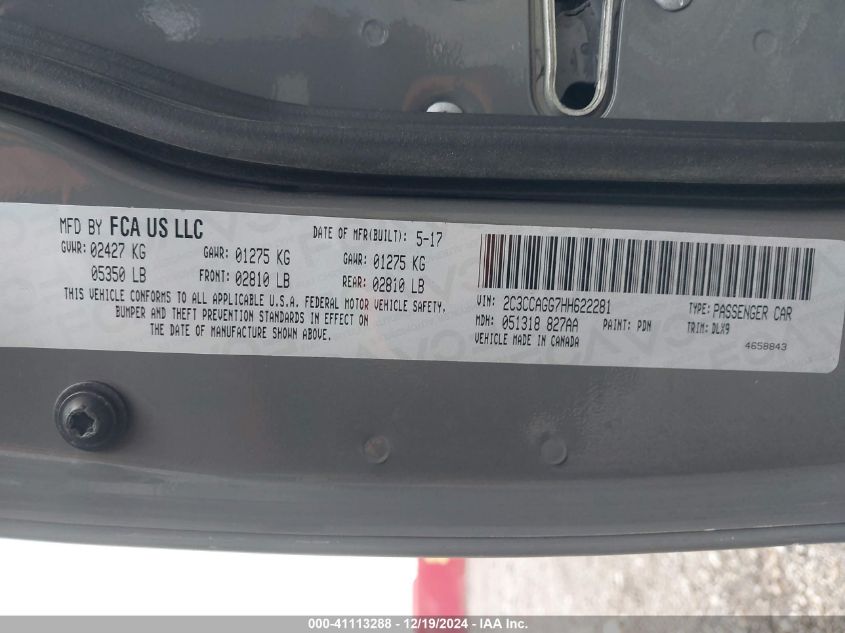 MFD BY FCA US LLC
DATE OF MFR(BUILT): 5-17
GVWR: 02427 KG GAWR: 01275 KG GAWR: 01275 KG
05350 LB FRONT: 02810 LB REAR: 02810 LB
THIS VEHICLE CONFORMS TO ALL APPLICABLE U.S.A. FEDERAL MOTOR VEHICLE SAFETY,
BUMPER AND THEFT PREVENTION STANDARDS IN EFFECT ON
THE DATE OF MANUFACTURE SHOWN ABOVE.
VIN: 2C3CCAGG7HH622281 TYPE: PASSENGER CAR
MDH: 051318 827AA PAINT: PDN TRIM: DLX9
VEHICLE MADE IN CANADA 4658843
000-41113288 - 12/19/2024 - IAA Inc.